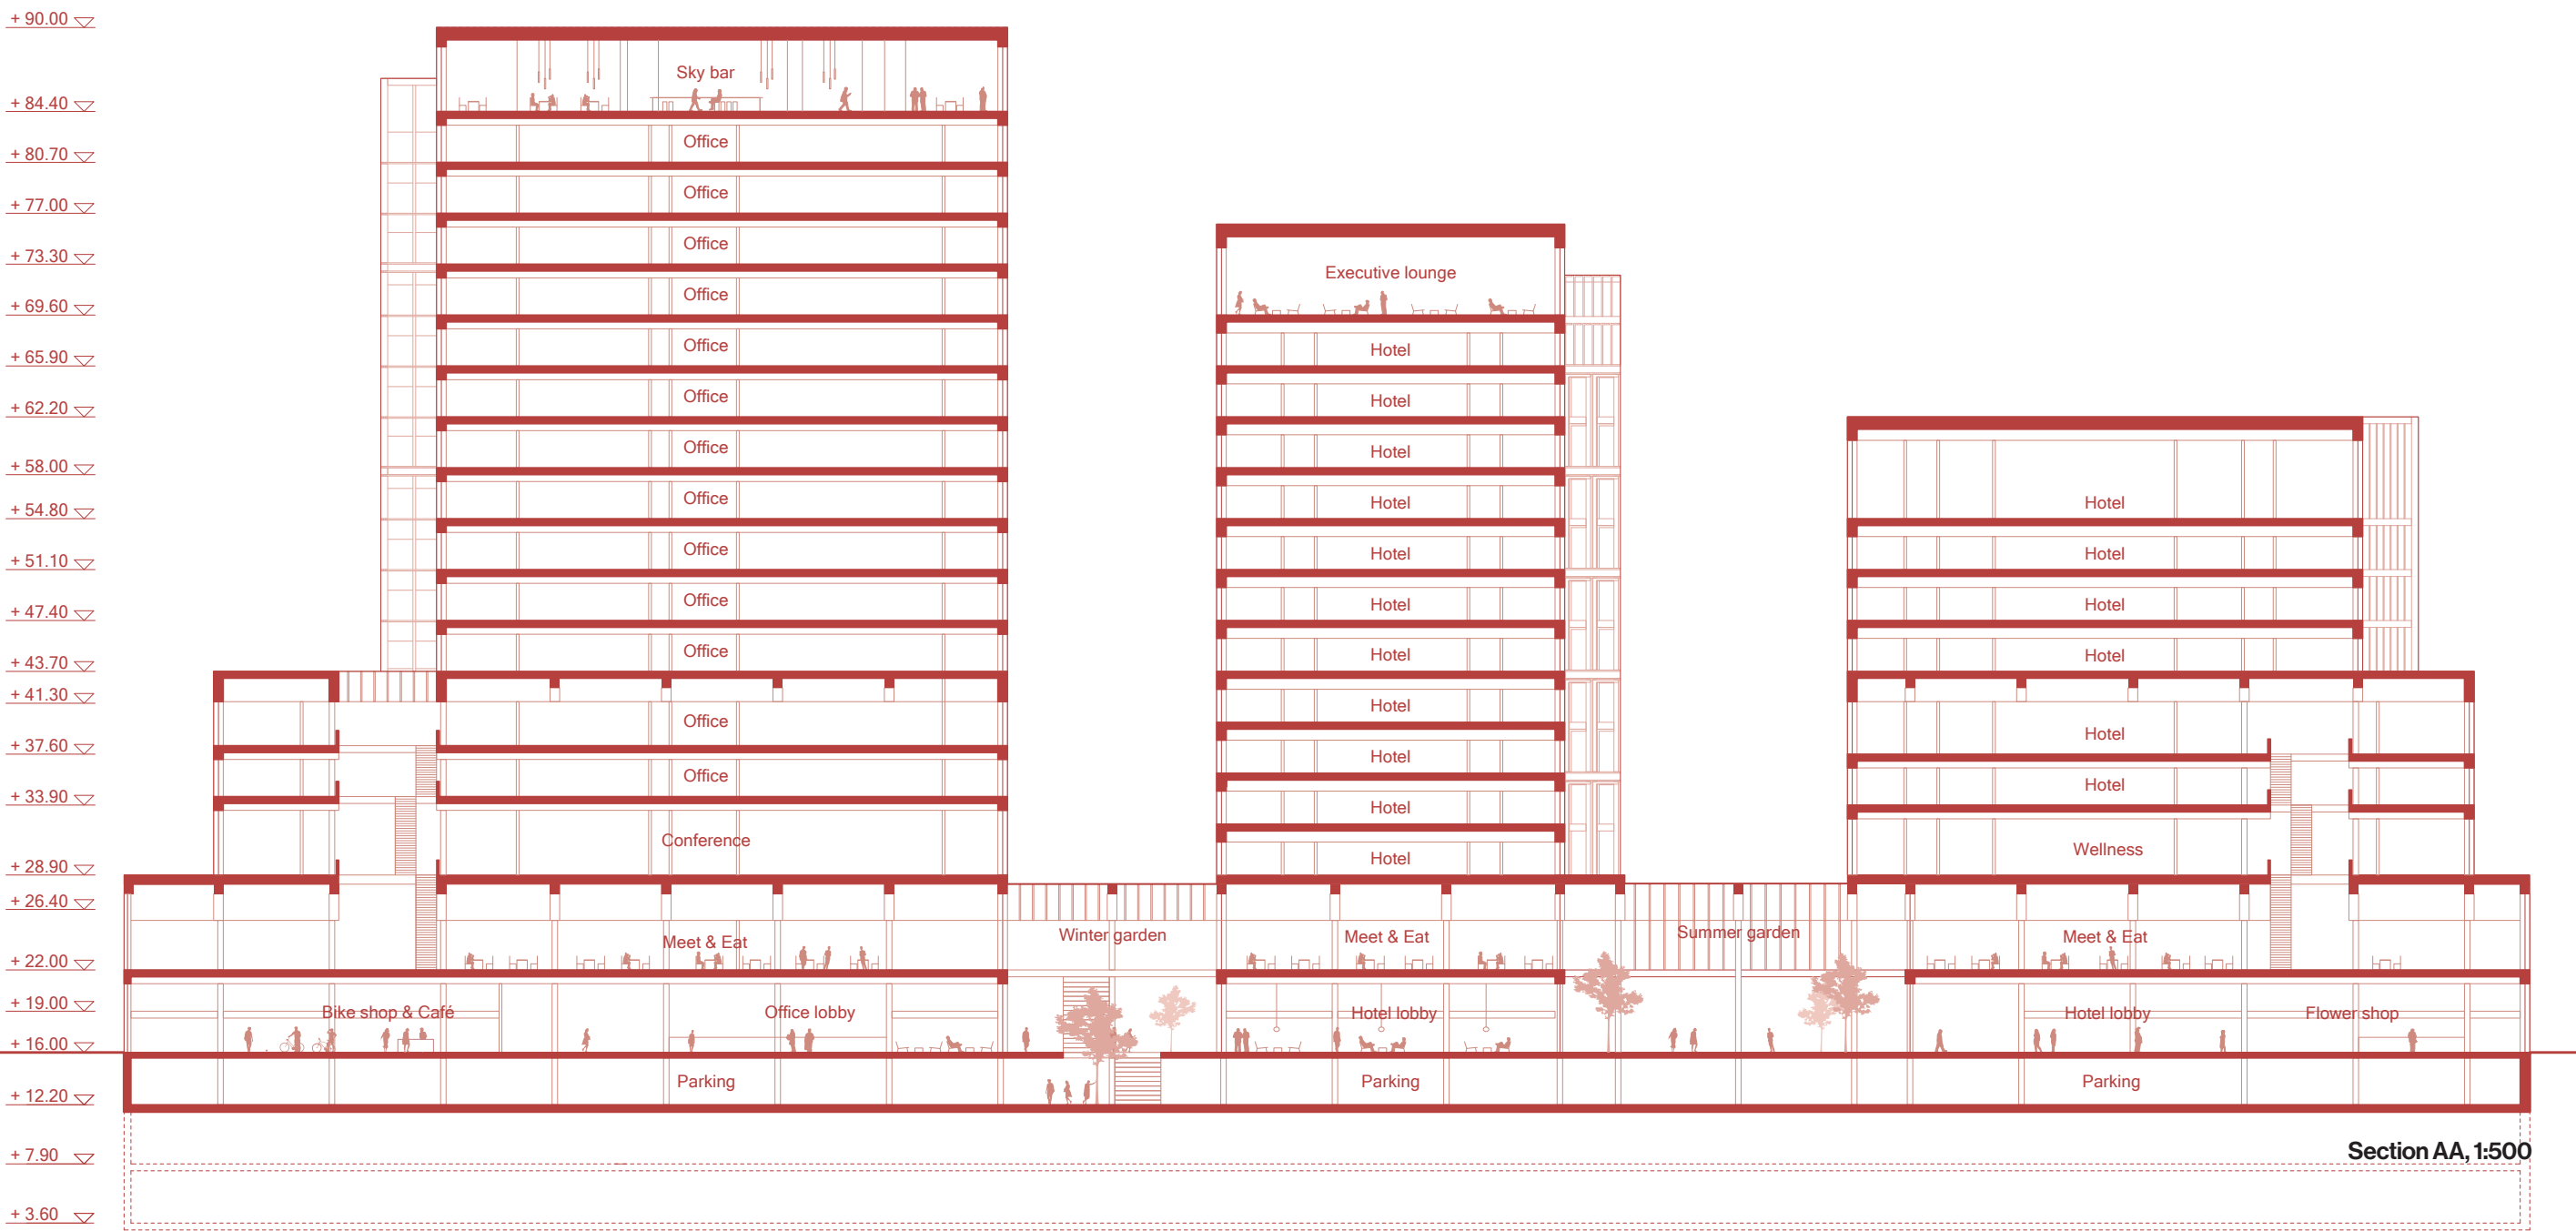 + 90.00
Sky bar
+ 84.40
Office
+ 80.70
Office
+ 77.00
Office
+ 73.30
Executive lounge
Office
+ 69.60
Office
Hotel
+ 65.90
Office
Hotel
+ 62.20
Office
Hotel
+ 58.00
Office
Hotel
Hotel
+ 54.80
Office
Hotel
Hotel
+ 51.10
Office
Hotel
Hotel
+ 47.40
Office
Hotel
Hotel
+ 43.70
+ 41.30
Hotel
Office
Hotel
+ 37.60
Hotel
Office
Hotel
+ 33.90
Hotel
Conference
Wellness
Hotel
+ 28.90
+ 26.40
Winter garden
Summer garden
Meet & Eat
Meet & Eat
Meet & Eat
+ 22.00
+ 19.00
Bike shop & Café
Office lobby
Hotel lobby
Hotel lobby
Flower shop
+ 16.00
Parking
Parking
Parking
+ 12.20
+ 7.90
Section AA, 1:500
+ 3.60